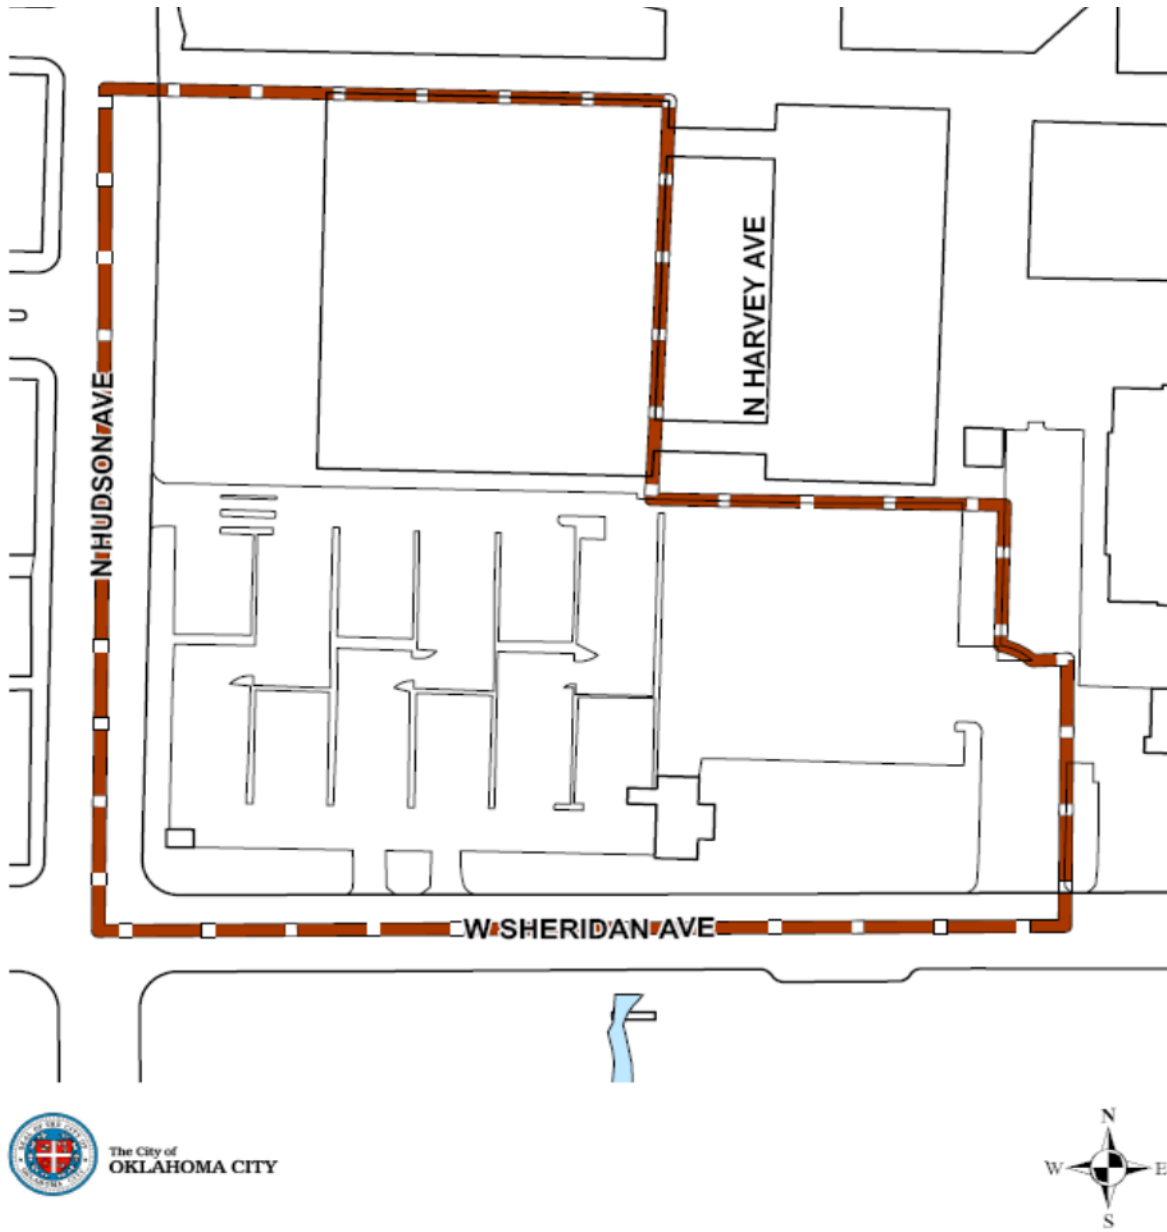 N HARVEY AVE
N HUDSON AVE
W SHERIDAN AVE
The City of
OKLAHOMA CITY
N
W E
S